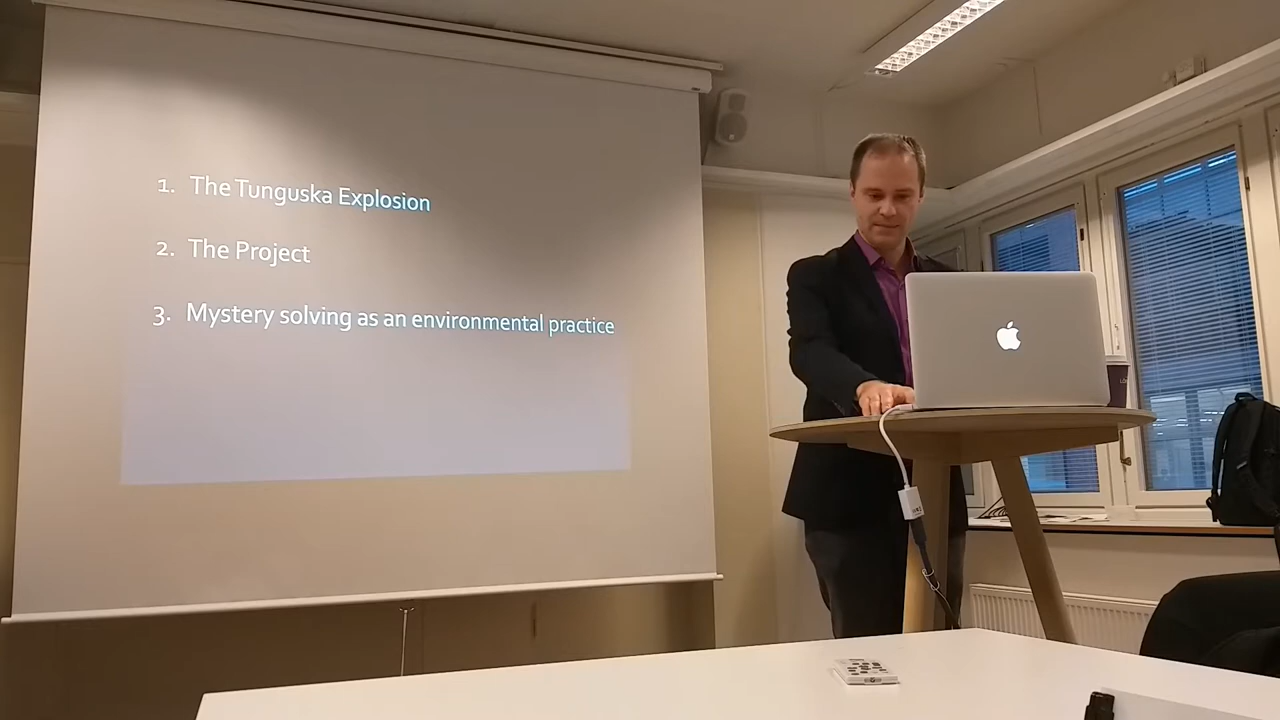 1. The Tunguska Explosion
2. The Project
3. Mystery solving as an environmental practice